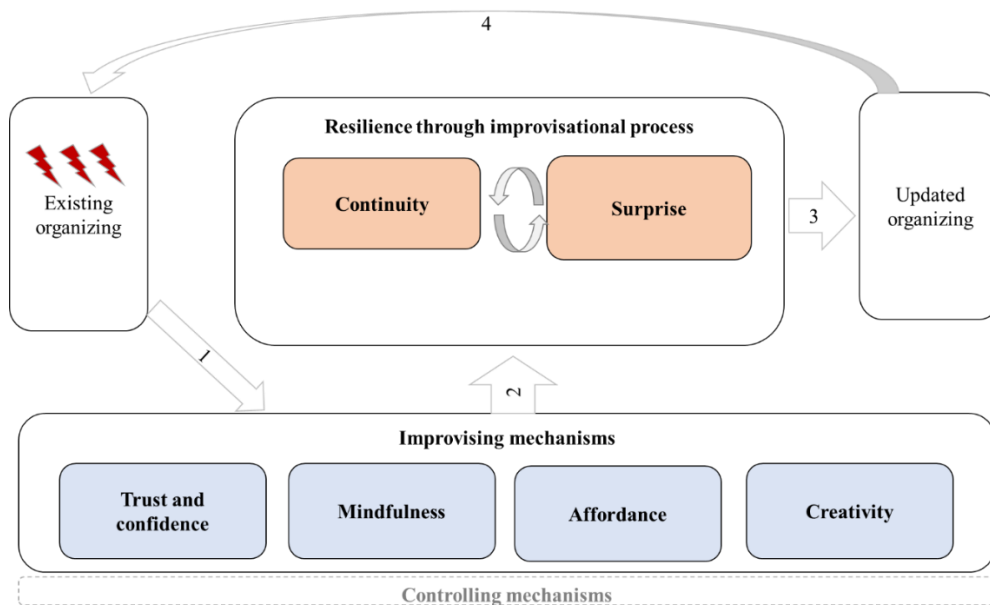 4
Resilience through improvisational process
Existing
organizing
Continuity
Surprise
3
Updated
organizing
1
2
Improvising mechanisms
Trust and
confidence
Mindfulness
Affordance
Creativity
Controlling mechanisms